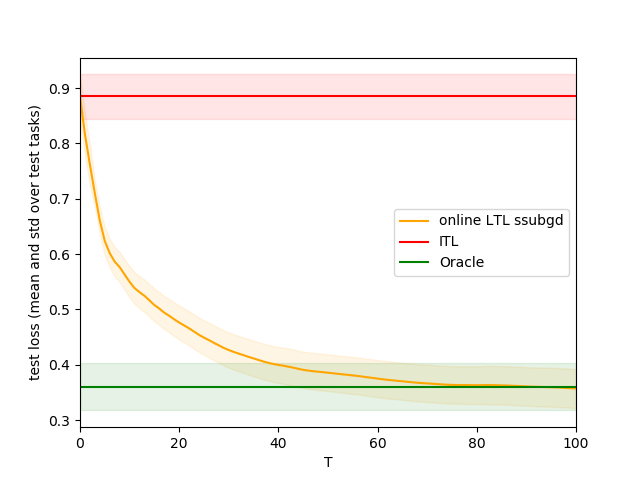 test loss (mean and std over test tasks)
0.9
0.8
0.7
0.6
0.5
0.4
0.3
online LTL ssubgd
ITL
Oracle
0 20 40 60 80 100
T